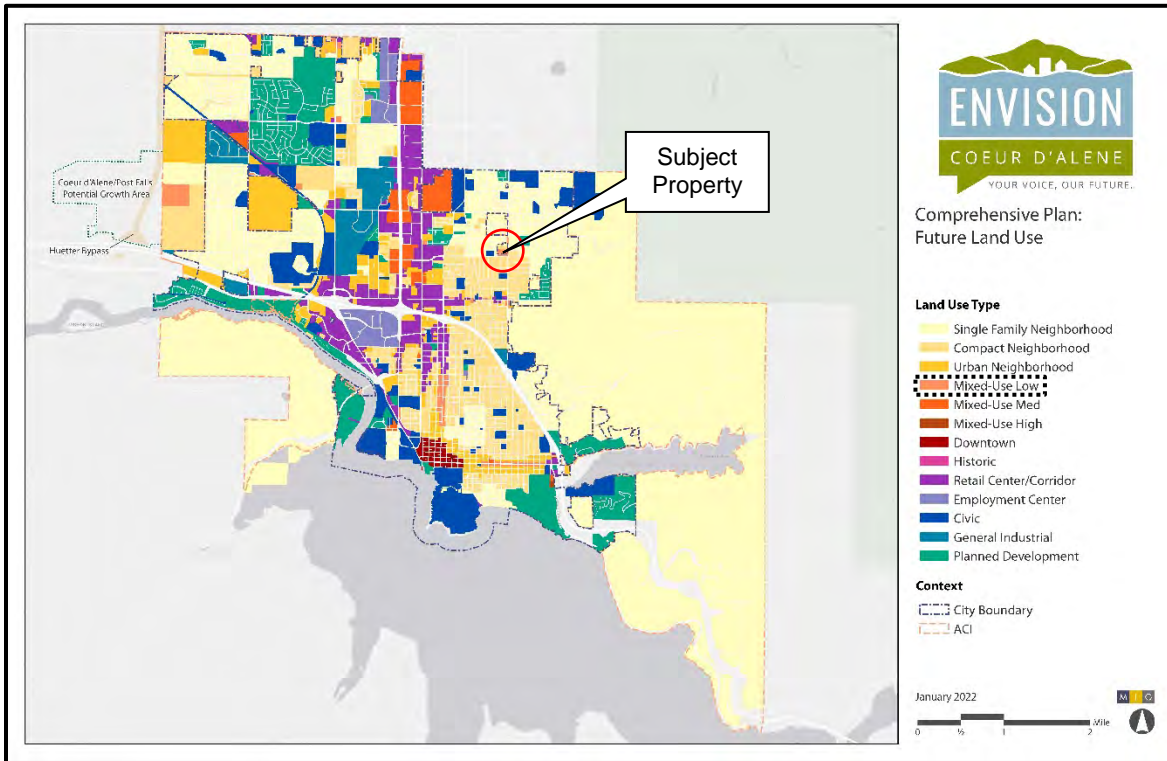 Coeur d'Alene/Post Falls
Potential Growth Area
Huetter Bypass
Subject
Property
ENVISION
COEUR D'ALENE
YOUR VOICE, OUR FUTURE.
Comprehensive Plan:
Future Land Use
Land Use Type
Single Family Neighborhood
Compact Neighborhood
Urban Neighborhood
Mixed-Use Low
Mixed-Use Med
Mixed-Use High
Downtown
Historic
Retail Center/Corridor
Employment Center
Civic
General Industrial
Planned Development
Context
City Boundary
ACI
January 2022
M I G
Mile
0 ½ 1 2